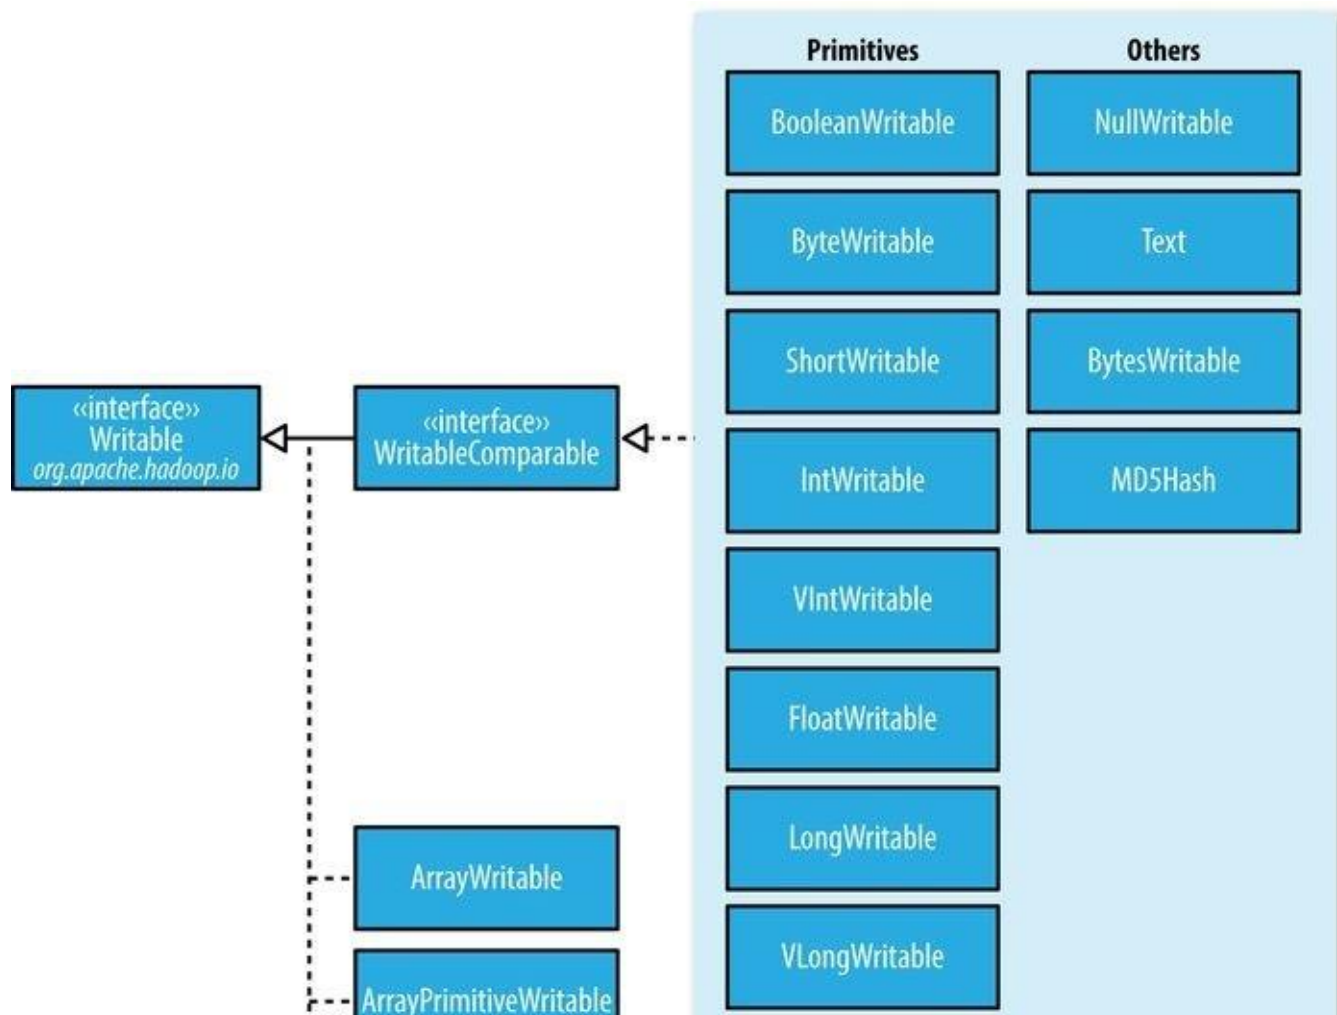 Primitives
Others
BooleanWritable
NullWritable
ByteWritable
Text
ShortWritable
BytesWritable
«interface»
Writable
org.apache.hadoop.io
«interface»
WritableComparable
IntWritable
MD5Hash
VIntWritable
FloatWritable
LongWritable
ArrayWritable
VLongWritable
ArrayPrimitiveWritable